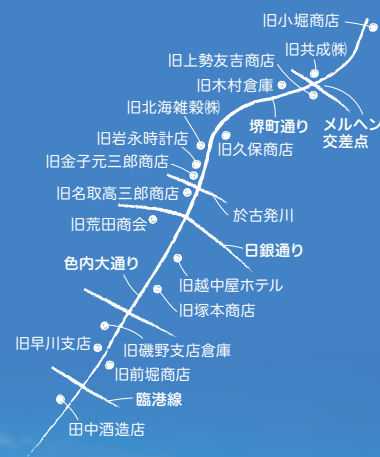 旧小堀商店
旧共成㈱
旧上勢友吉商店
旧木村倉庫
旧北海雑穀㈱
堺町通り
メルヘン
交差点
旧岩永時計店
旧久保商店
旧金子元三郎商店
旧名取高三郎商店
於古発川
旧荒田商会
日銀通り
色内大通り
旧越中屋ホテル
旧塚本商店
旧早川支店
旧磯野支店倉庫
旧前堀商店
臨港線
田中酒造店